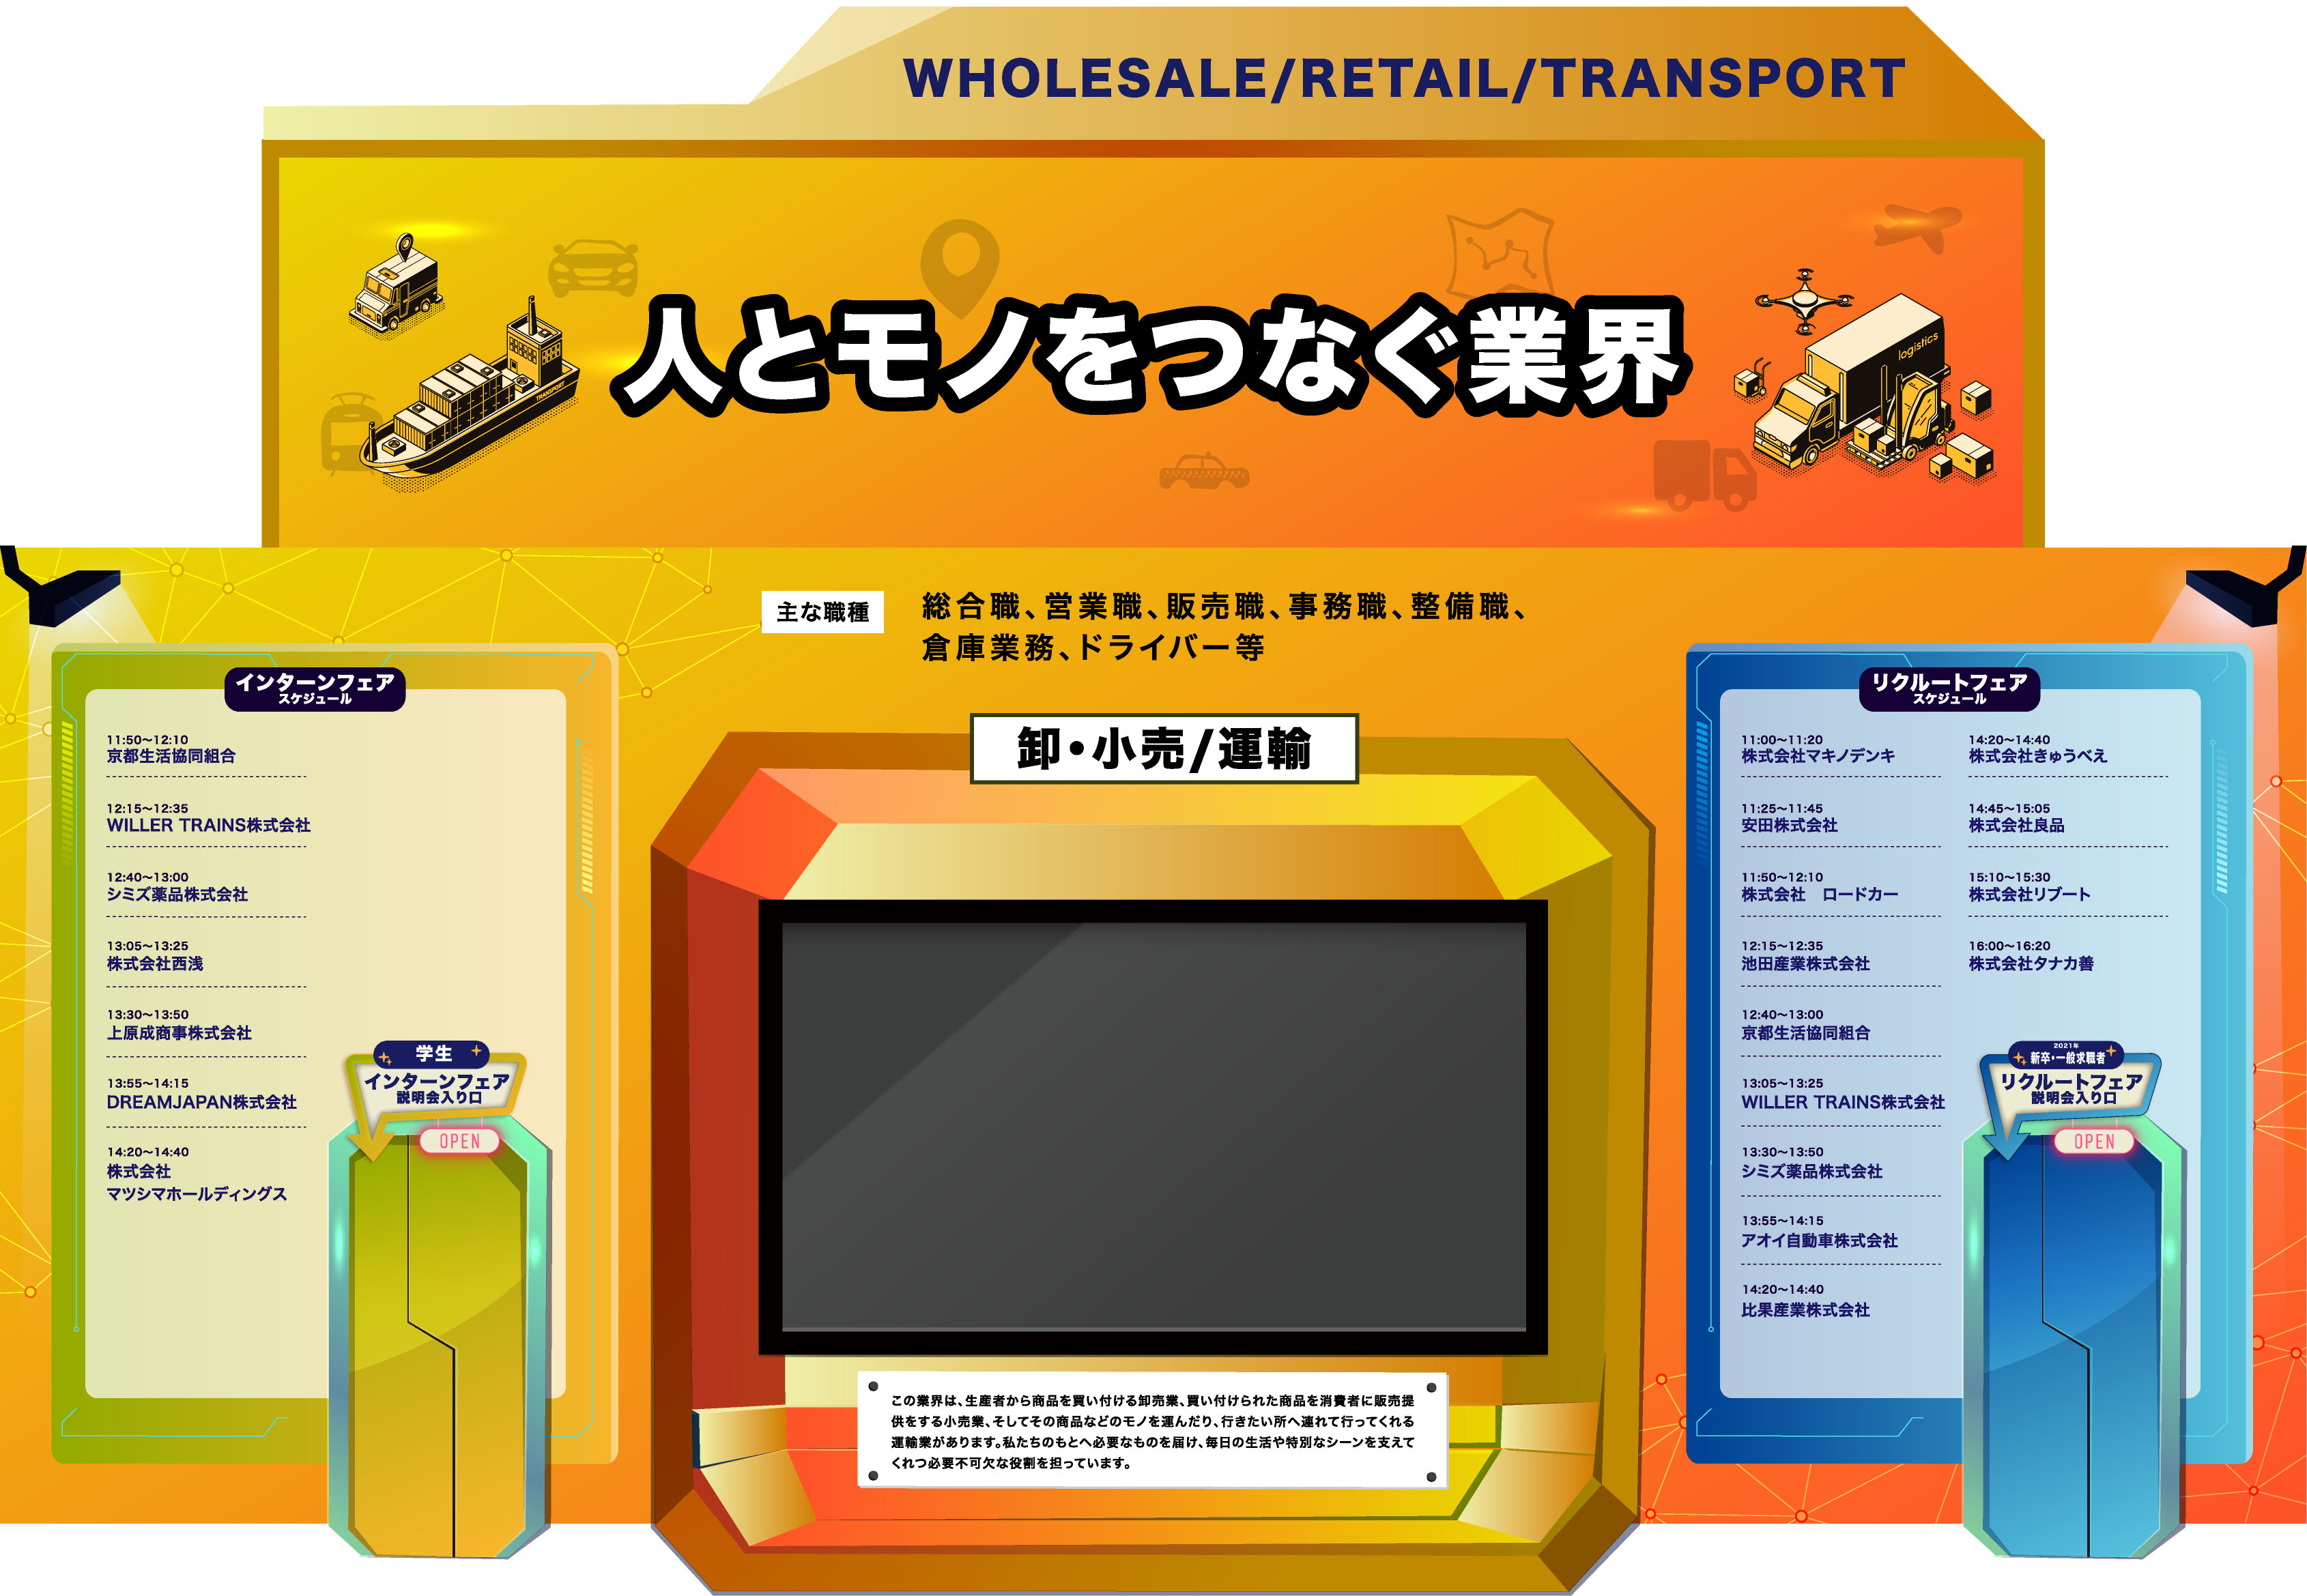 WHOLESALE/RETAIL/TRANSPORT
人とモノをつなぐ業界
TRANSPORT
logistics
主な職種
総合職、営業職、販売職、事務職、整備職、
倉庫業務、ドライバー等
卸・小売/運輸
インターンフェア
スケジュール
11:50〜12:10
京都生活協同組合
12:15〜12:35
WILLER TRAINS株式会社
12:40〜13:00
シミズ薬品株式会社
13:05〜13:25
株式会社西浅
13:30〜13:50
上原成商事株式会社
13:55〜14:15
DREAMJAPAN株式会社
14:20〜14:40
株式会社
マツシマホールディングス
学生
インターンフェア
説明会入り口
OPEN
この業界は、生産者から商品を買い付ける卸売業、買い付けられた商品を消費者に販売提
供をする小売業、そしてその商品などのモノを運んだり、行きたい所へ連れて行ってくれる
運輸業があります。私たちのもとへ必要なものを届け、毎日の生活や特別なシーンを支えて
くれつ必要不可欠な役割を担っています。
リクルートフェア
スケジュール
11:00〜11:20
株式会社マキノデンキ
11:25〜11:45
安田株式会社
11:50〜12:10
株式会社　ロードカー
12:15〜12:35
池田産業株式会社
12:40〜13:00
京都生活協同組合
13:05〜13:25
WILLER TRAINS株式会社
13:30〜13:50
シミズ薬品株式会社
13:55〜14:15
アオイ自動車株式会社
14:20〜14:40
比果産業株式会社
14:20〜14:40
株式会社きゅうべえ
14:45〜15:05
株式会社良品
15:10〜15:30
株式会社リブート
16:00〜16:20
株式会社タナカ善
2021年
新卒・一般求職者
リクルートフェア
説明会入り口
OPEN